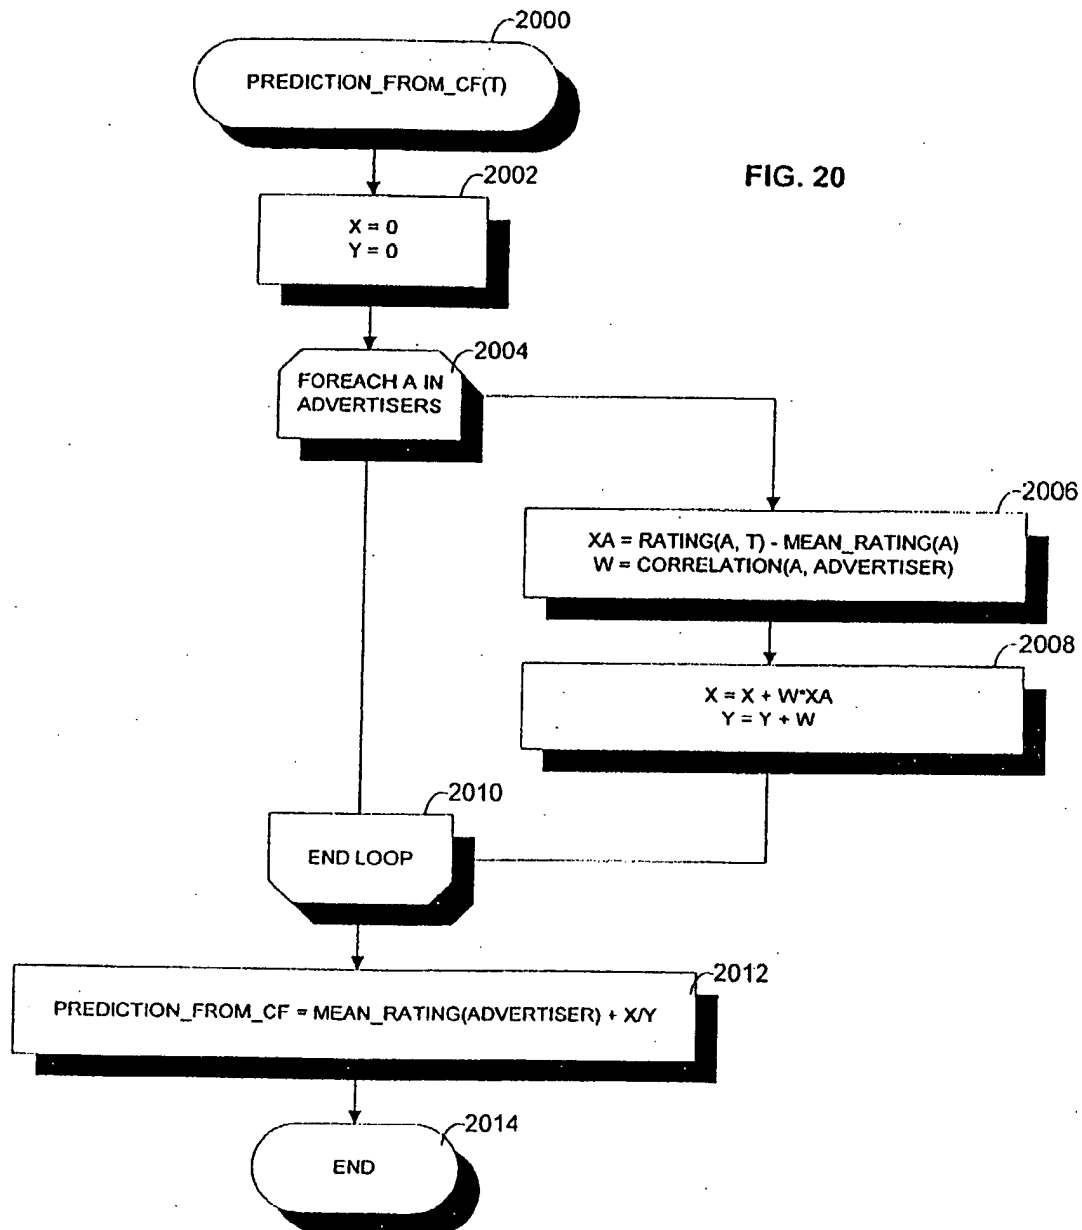 2000
PREDICTION_FROM_CF(T)
FIG. 20
2002
X = 0
Y = 0
2004
FOREACH A IN
ADVERTISERS
2006
XA = RATING(A, T) - MEAN_RATING(A)
W = CORRELATION(A, ADVERTISER)
2008
X = X + W*XA
Y = Y + W
2010
END LOOP
2012
PREDICTION_FROM_CF = MEAN_RATING(ADVERTISER) + X/Y
2014
END